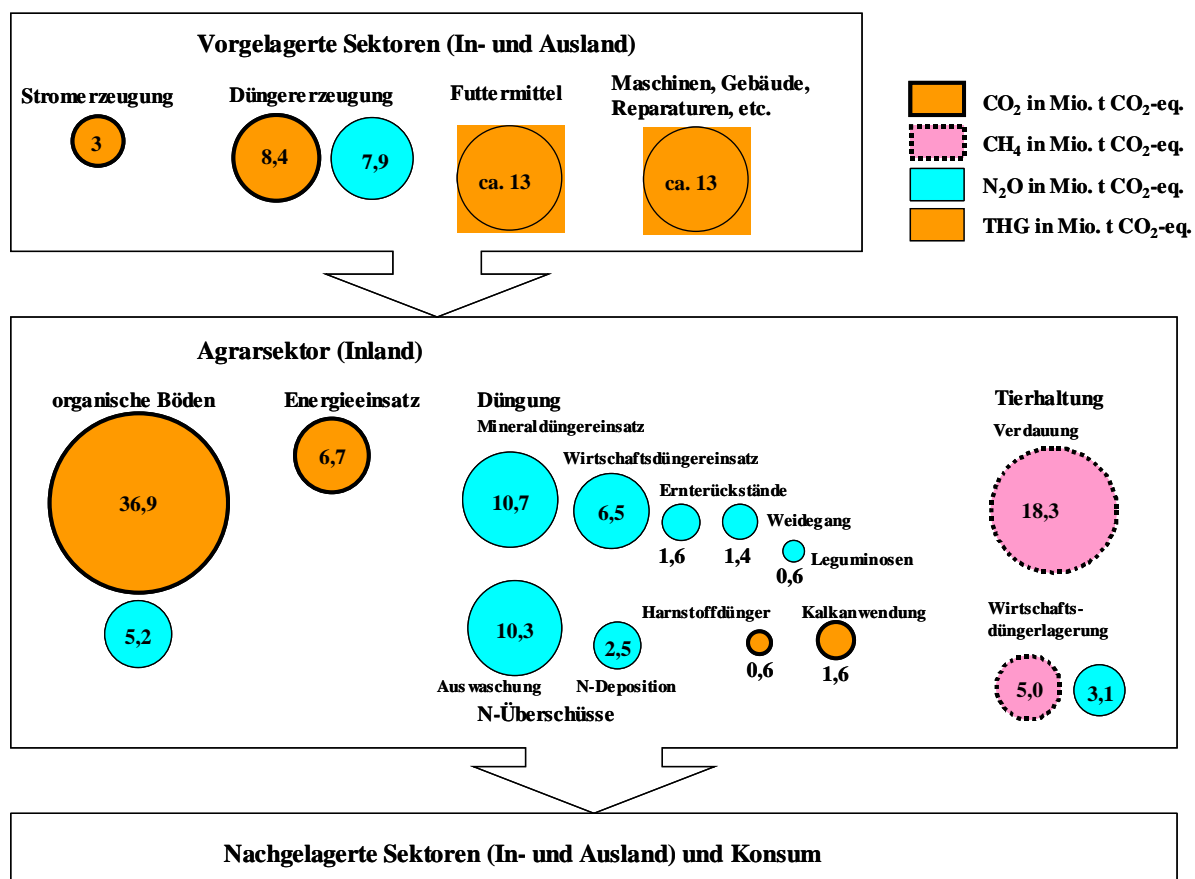 Vorgelagerte Sektoren (In- und Ausland)
Stromerzeugung
Düngererzeugung
Futtermittel
Maschinen, Gebäude,
Reparaturen, etc.
3
8,4
7,9
ca. 13
ca. 13
CO₂ in Mio. t CO₂-eq.
CH₄ in Mio. t CO₂-eq.
N₂O in Mio. t CO₂-eq.
THG in Mio. t CO₂-eq.
Agrarsektor (Inland)
organische Böden
Energieeinsatz
Düngung
Tierhaltung
Mineraldüngereinsatz
Verdauung
Wirtschaftsdüngereinsatz
Ernterückstände
36,9
6,7
10,7
6,5
Weidegang
18,3
1,6
1,4
Leguminosen
0,6
5,2
10,3
2,5
Harnstoffdünger
Kalkanwendung
Wirtschafts-
düngerlagerung
0,6
1,6
Auswaschung
N-Deposition
5,0
3,1
N-Überschüsse
Nachgelagerte Sektoren (In- und Ausland) und Konsum